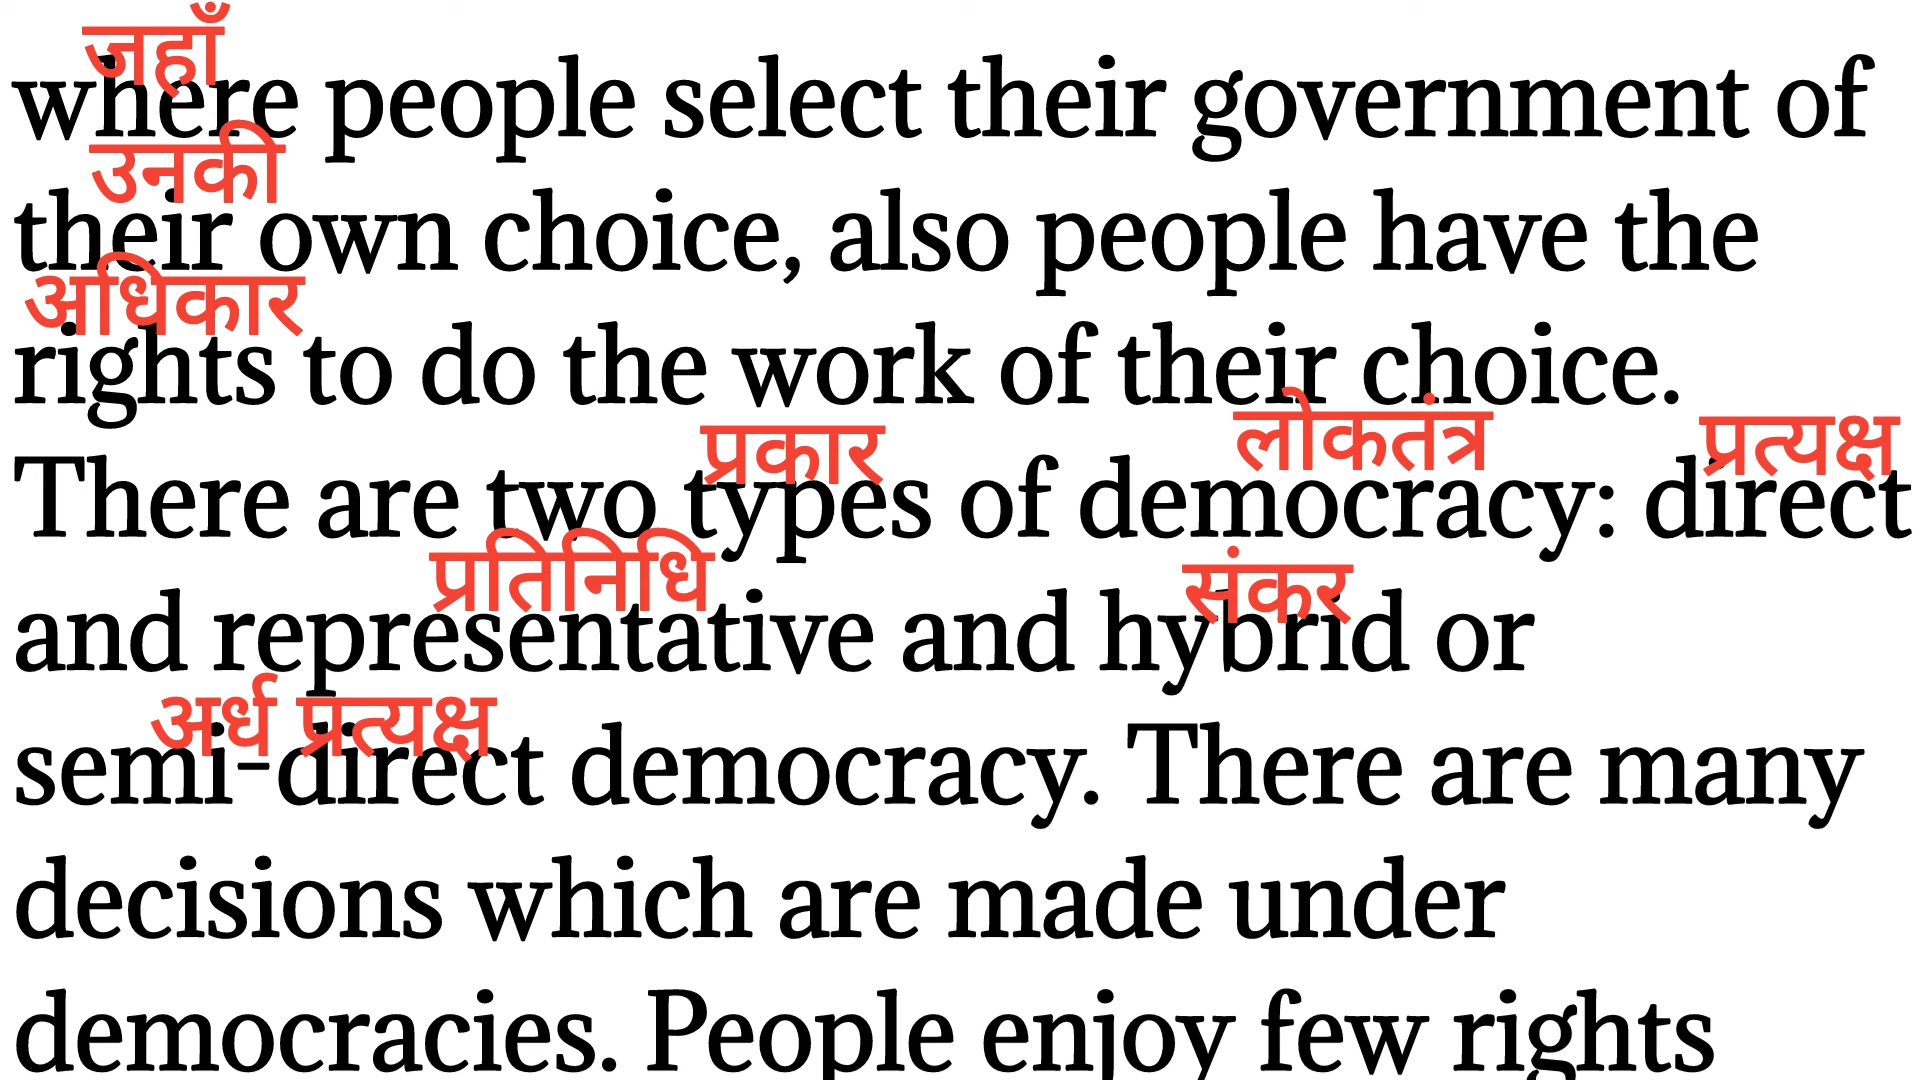 जहाँ
where people select their government of
उनकी
their own choice, also people have the
अधिकार
rights to do the work of their choice.
प्रकार लोकतंत्र प्रत्यक्ष
There are two types of democracy: direct
प्रतिनिधि संकर
and representative and hybrid or
अर्ध प्रत्यक्ष
semi-direct democracy. There are many
decisions which are made under
democracies. People enjoy few rights